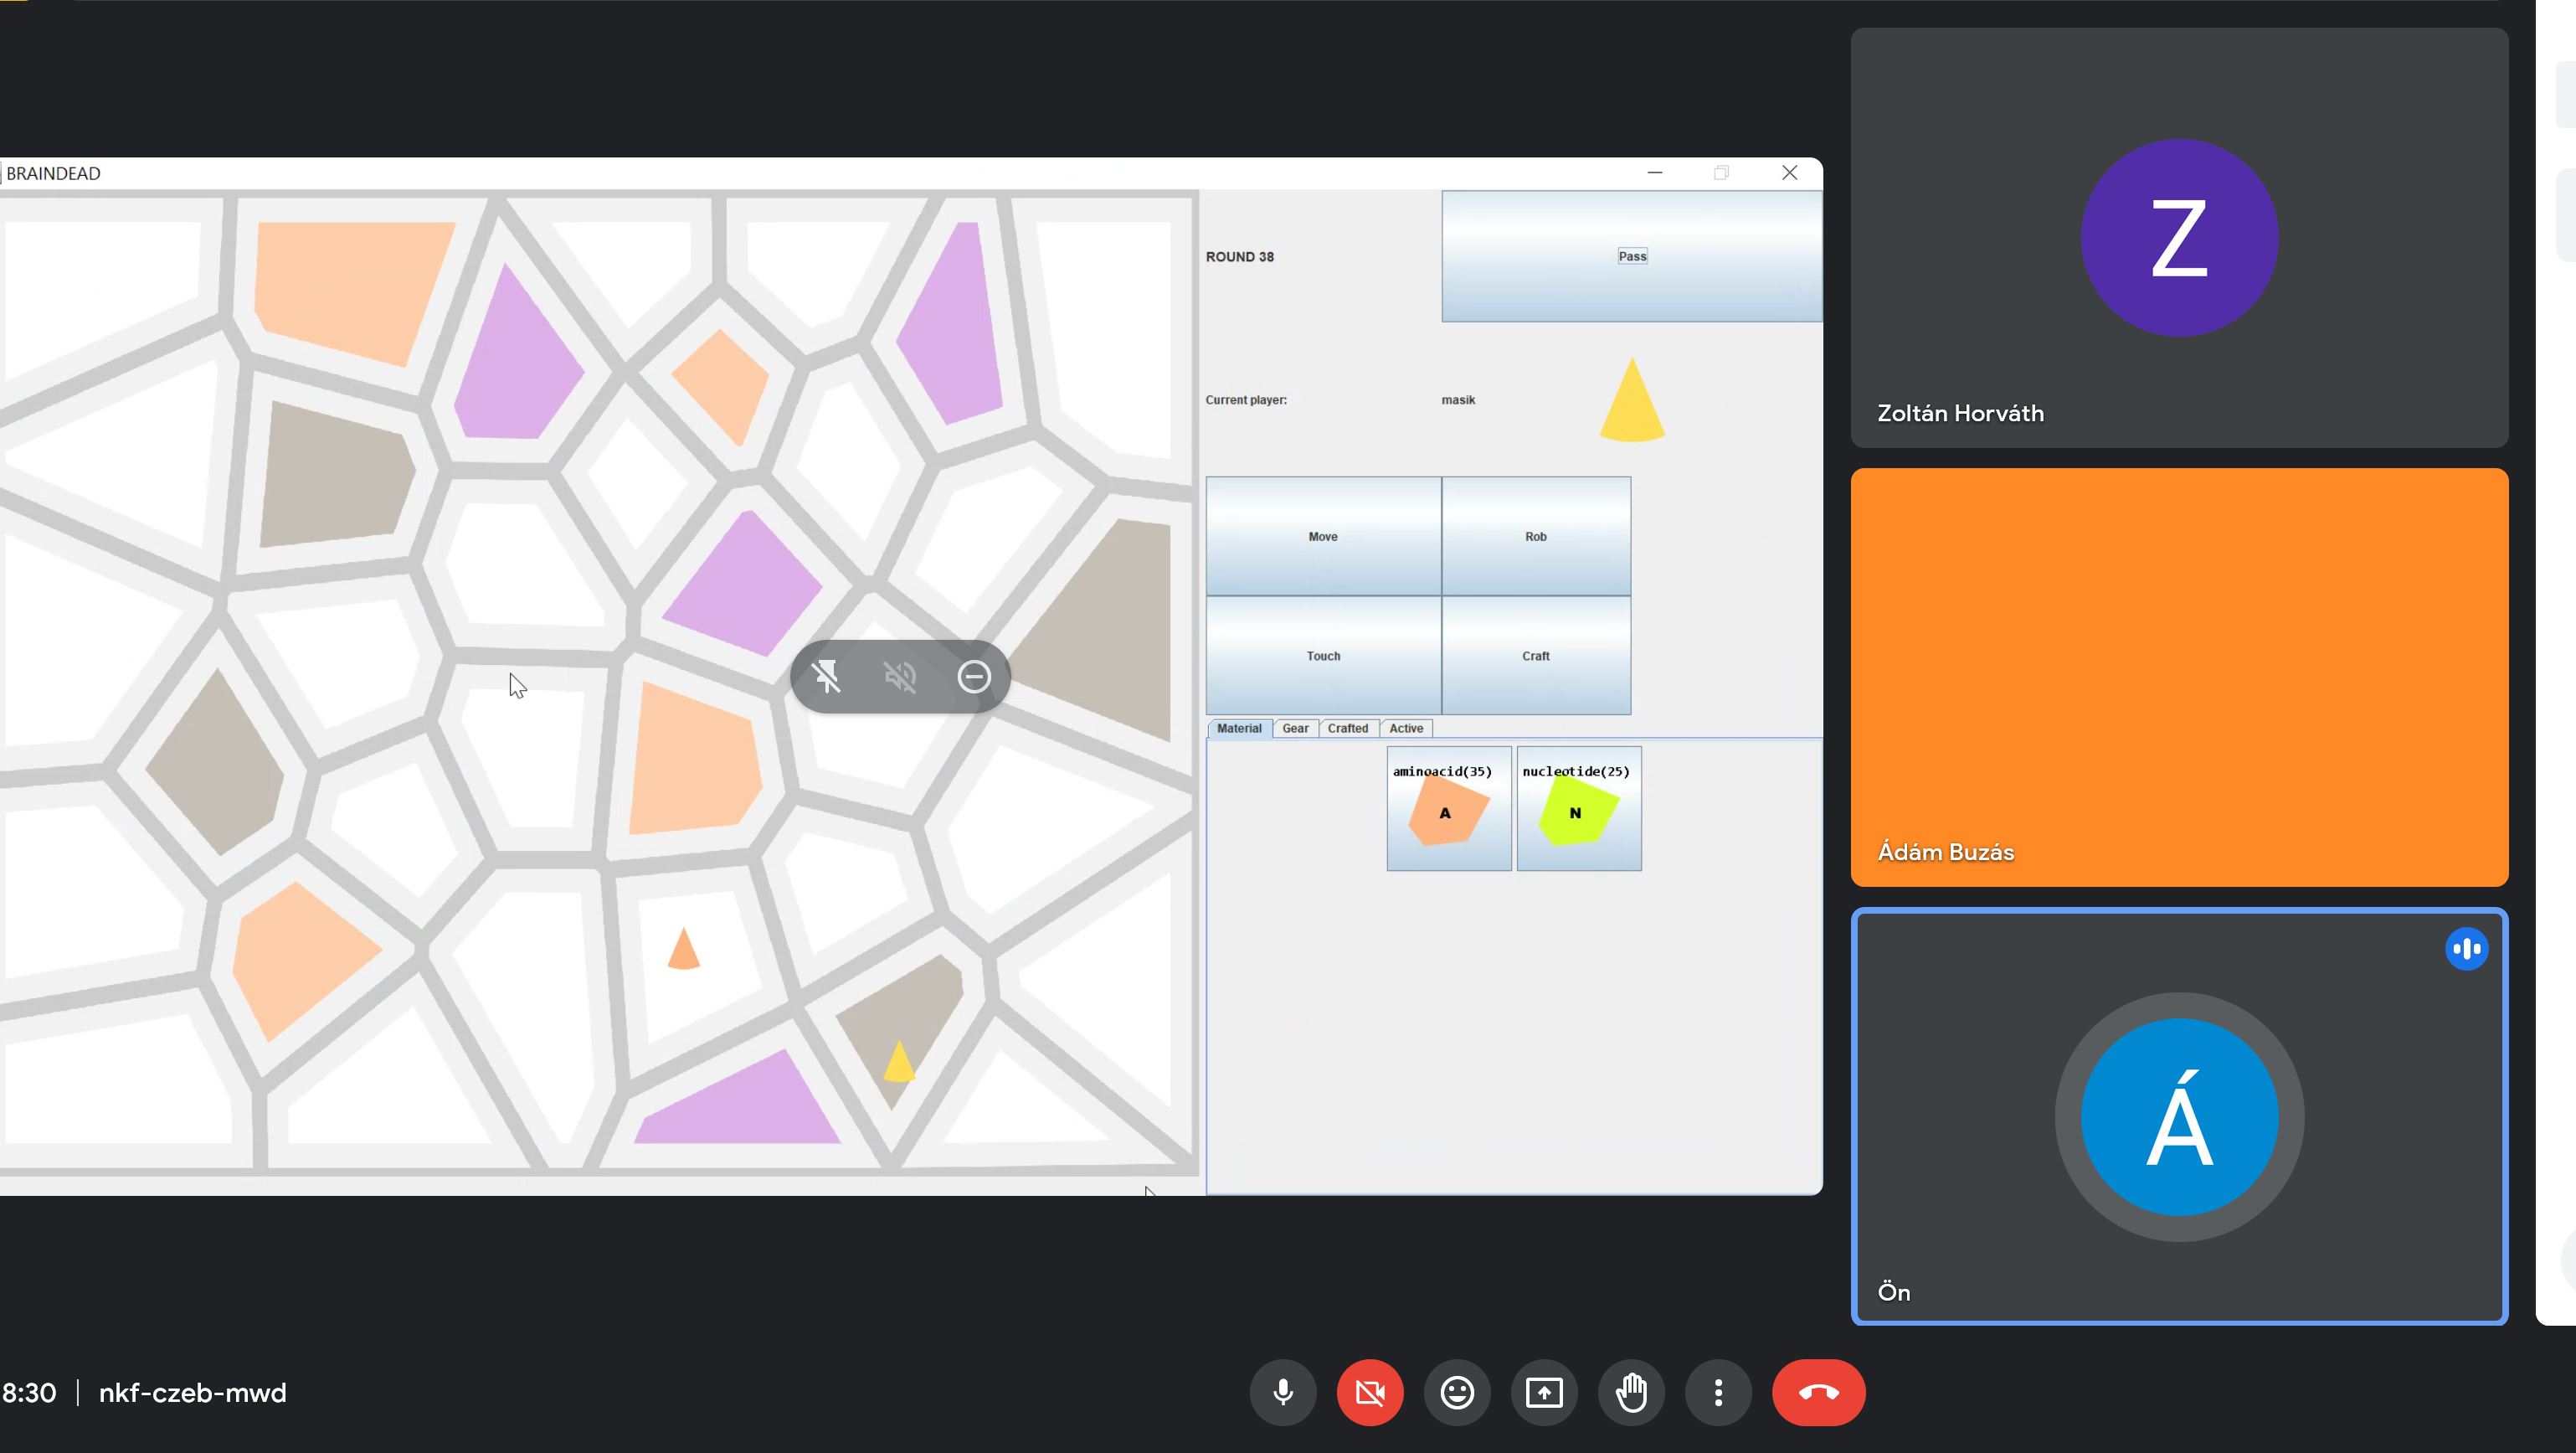 BRAINDEAD
ROUND 38
Pass
Current player:
masik
Move
Rob
Touch
Craft
Material
Gear
Crafted
Active
aminoacid(35)
A
nucleotide(25)
N
Z
Zoltán Horváth
Ádám Buzás
Á
Ön
8:30 | nkf-czeb-mwd